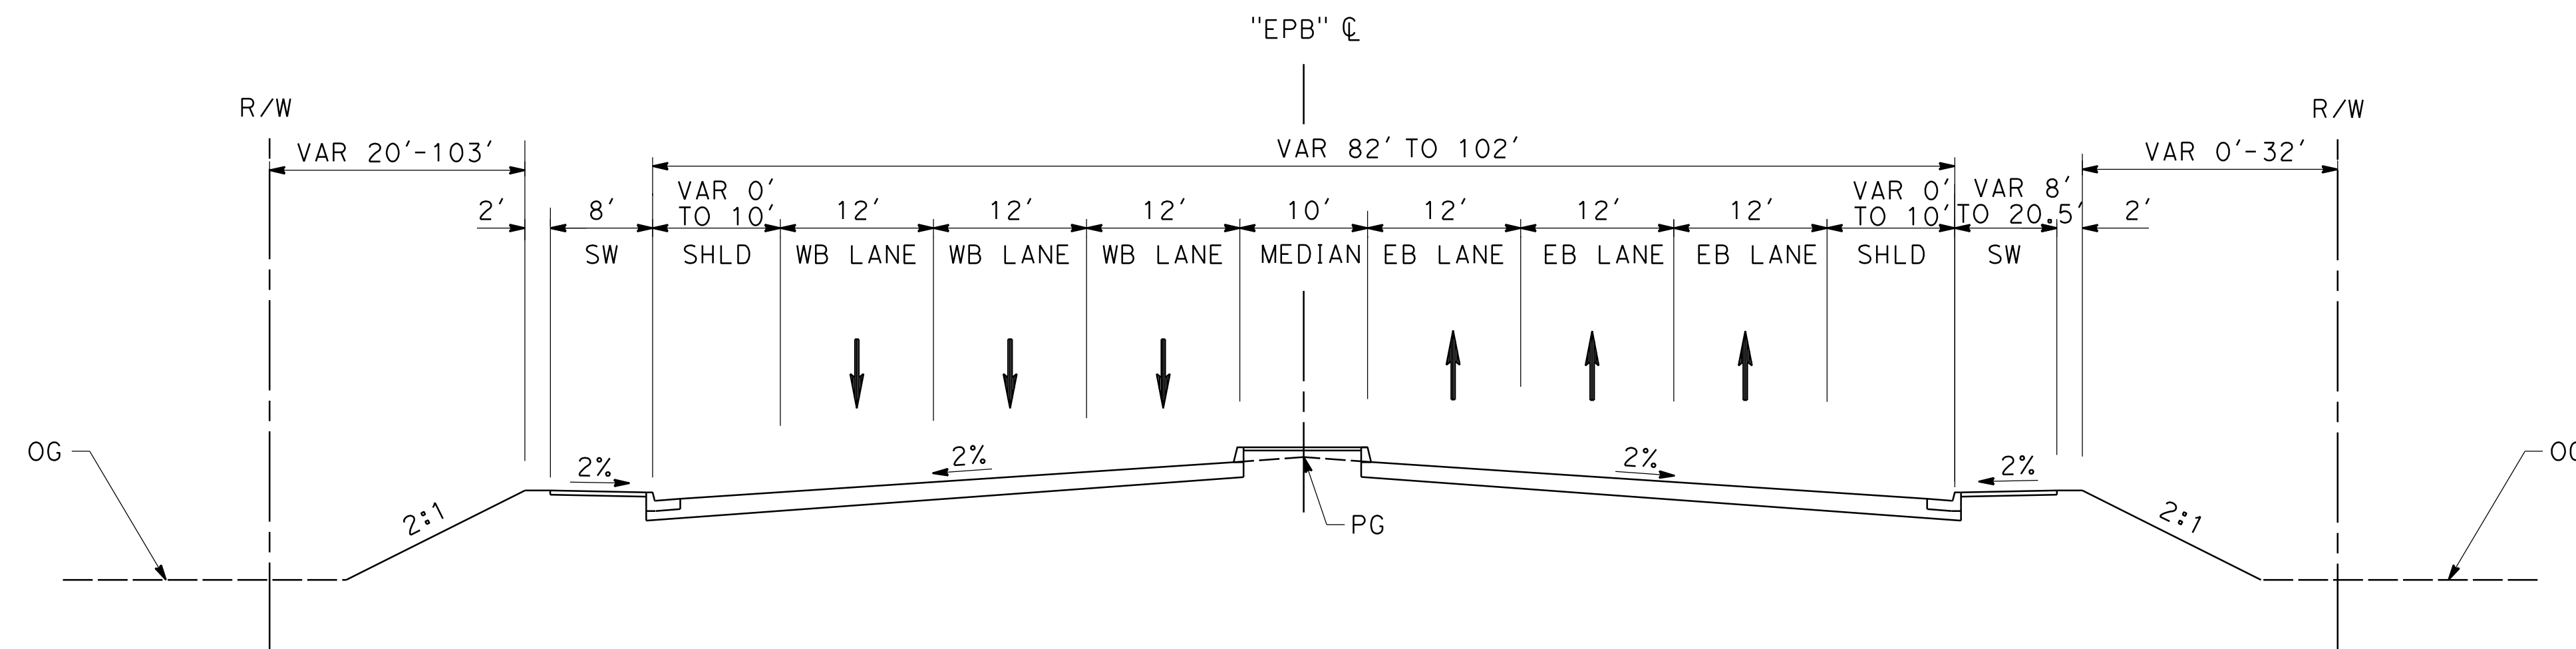 "EPB" ℄
R/W
R/W
VAR 20'-103'
VAR 82' TO 102'
VAR 0'-32'
2'
8'
VAR 0'
TO 10'
12'
12'
12'
10'
12'
12'
12'
VAR 0'
TO 10'
VAR 8'
TO 20.5'
2'
SW
SHLD
WB LANE
WB LANE
WB LANE
MEDIAN
EB LANE
EB LANE
EB LANE
SHLD
SW
OG
2%
2%
2%
2%
2:1
PG
2:1